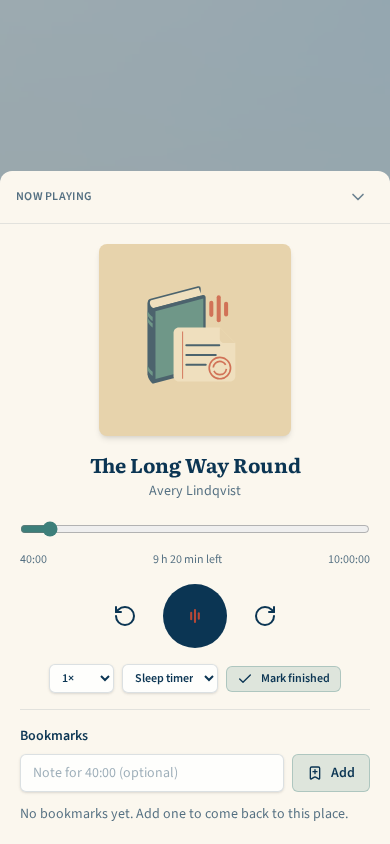 NOW PLAYING
The Long Way Round
Avery Lindqvist
40:00 9 h 20 min left 10:00:00
1× Sleep timer Mark finished
Bookmarks
Note for 40:00 (optional) Add
No bookmarks yet. Add one to come back to this place.